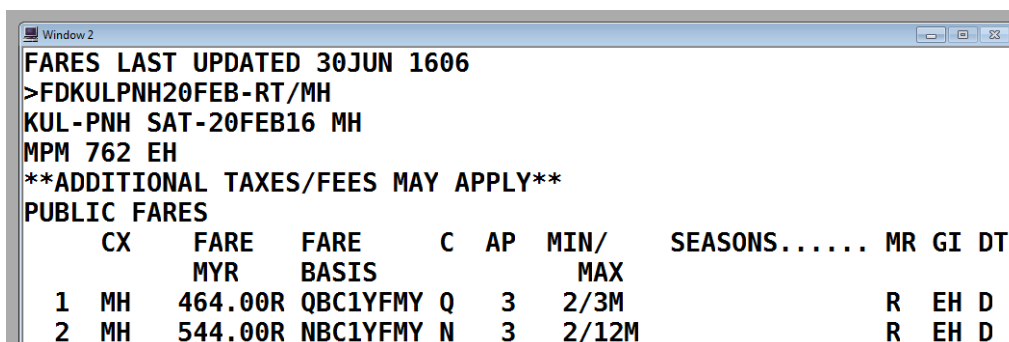 Window 2
FARES LAST UPDATED 30JUN 1606
>FDKULPNH20FEB-RT/MH
KUL-PNH SAT-20FEB16 MH
MPM 762 EH
**ADDITIONAL TAXES/FEES MAY APPLY**
PUBLIC FARES
CX FARE FARE C AP MIN/ SEASONS...... MR GI DT
MYR BASIS MAX
1 MH 464.00R QBC1YFMY Q 3 2/3M R EH D
2 MH 544.00R NBC1YFMY N 3 2/12M R EH D